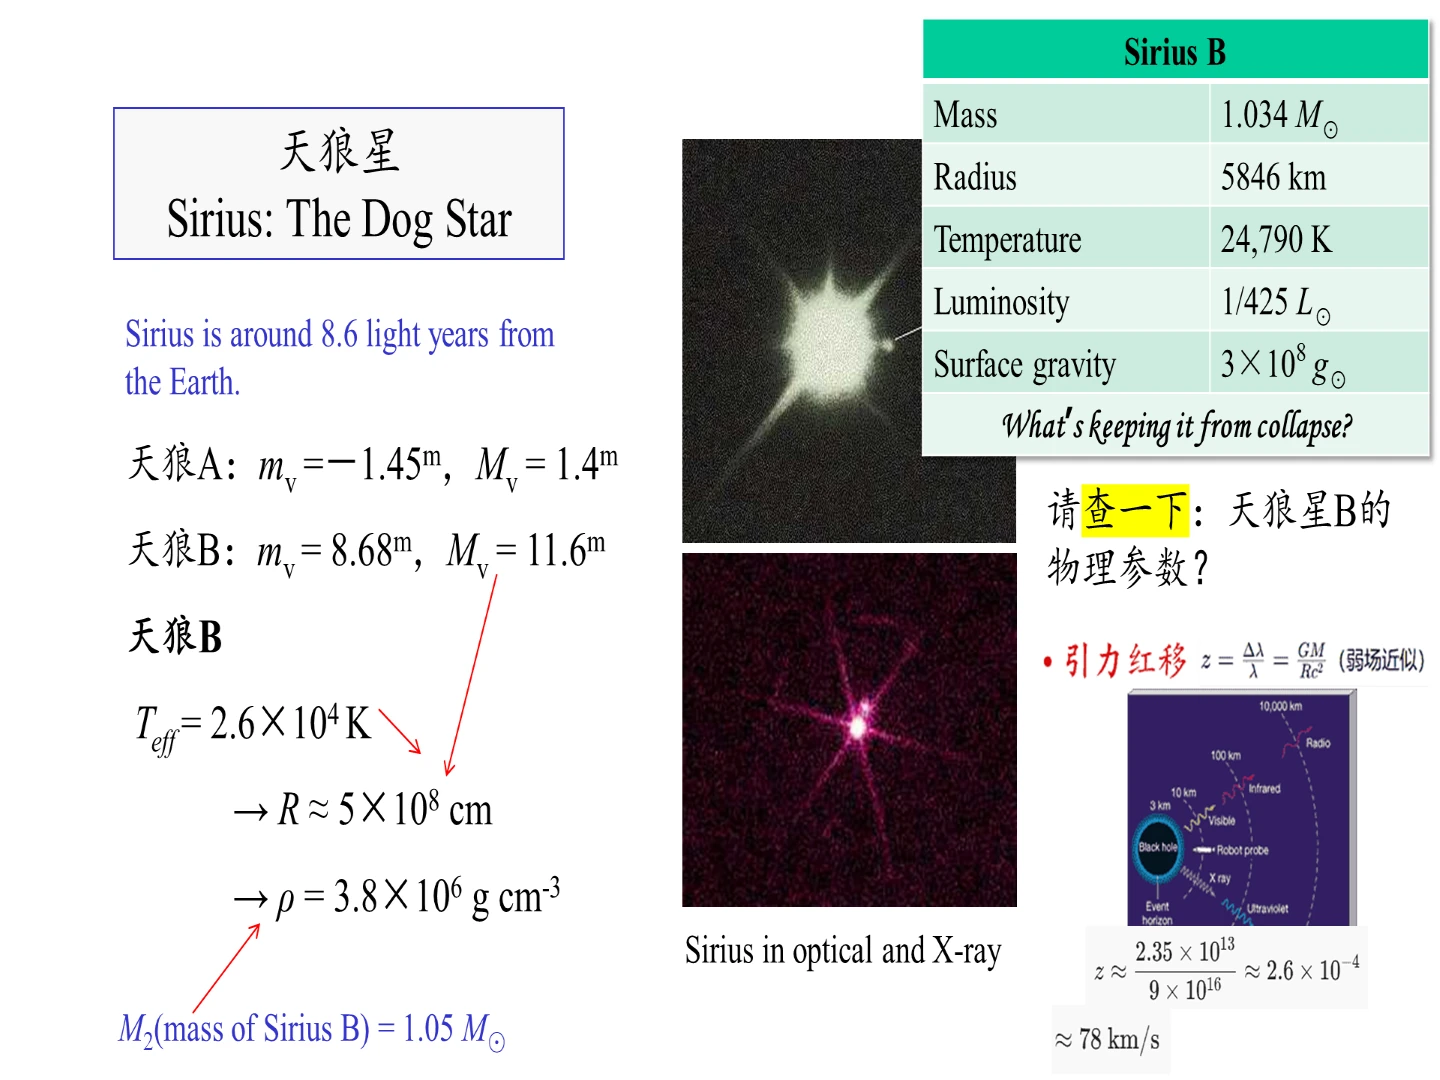 天狼星
Sirius: The Dog Star
Sirius is around 8.6 light years from
the Earth.
天狼A：mᵥ =－1.45ᵐ， Mᵥ = 1.4ᵐ
天狼B：mᵥ = 8.68ᵐ， Mᵥ = 11.6ᵐ
天狼B
T_eff = 2.6×10⁴ K
→ R ≈ 5×10⁸ cm
→ ρ = 3.8×10⁶ g cm⁻³
M₂(mass of Sirius B) = 1.05 M⊙
Sirius in optical and X-ray
Sirius B
Mass 1.034 M⊙
Radius 5846 km
Temperature 24,790 K
Luminosity 1/425 L⊙
Surface gravity 3×10⁸ g⊙
What's keeping it from collapse?
请查一下：天狼星B的
物理参数？
• 引力红移 z = Δλ/λ = GM/Rc² (弱场近似)
10,000 km
Radio
100 km
Infrared
10 km
3 km
Visible
Black hole
Robot probe
X ray
Event
horizon
Ultraviolet
z ≈ 2.35 × 10¹³ / 9 × 10¹⁶ ≈ 2.6 × 10⁻⁴
≈ 78 km/s